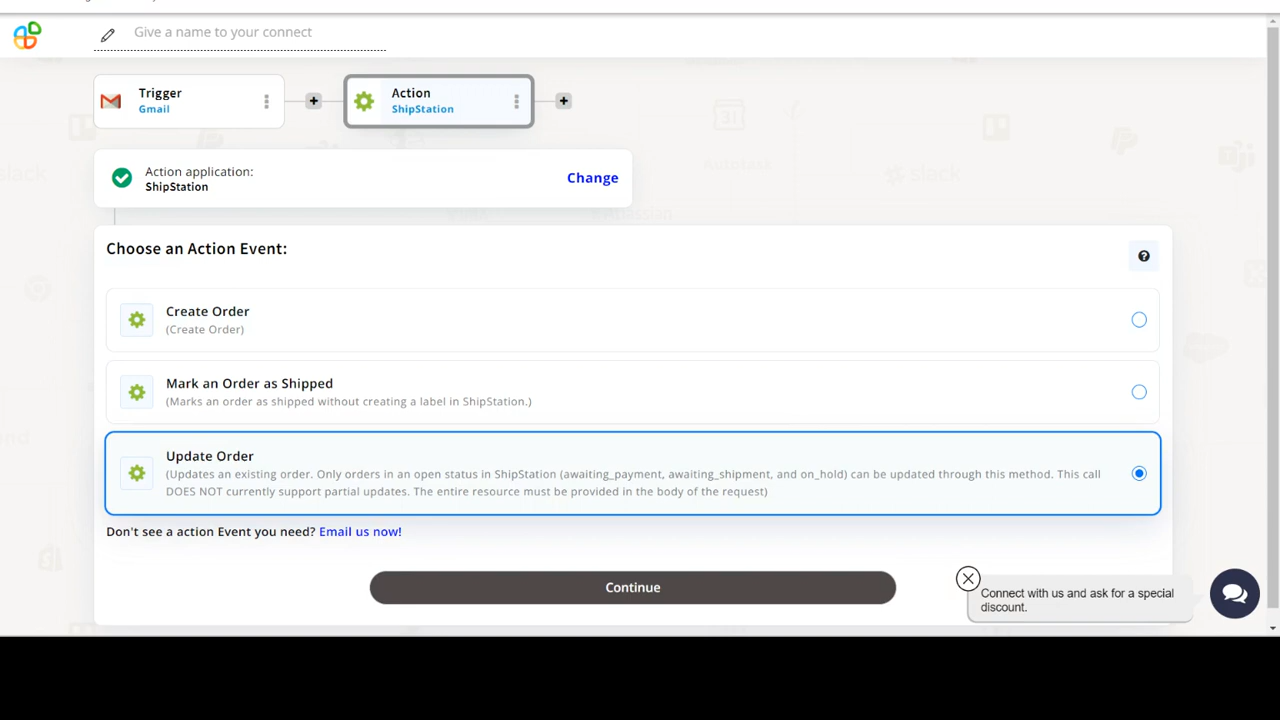 Give a name to your connect
Trigger
Gmail
Action
ShipStation
Action application:
ShipStation
Change
Choose an Action Event:
Create Order
(Create Order)
Mark an Order as Shipped
(Marks an order as shipped without creating a label in ShipStation.)
Update Order
(Updates an existing order. Only orders in an open status in ShipStation (awaiting_payment, awaiting_shipment, and on_hold) can be updated through this method. This call
DOES NOT currently support partial updates. The entire resource must be provided in the body of the request)
Don't see a action Event you need? Email us now!
Continue
Connect with us and ask for a special
discount.
slack